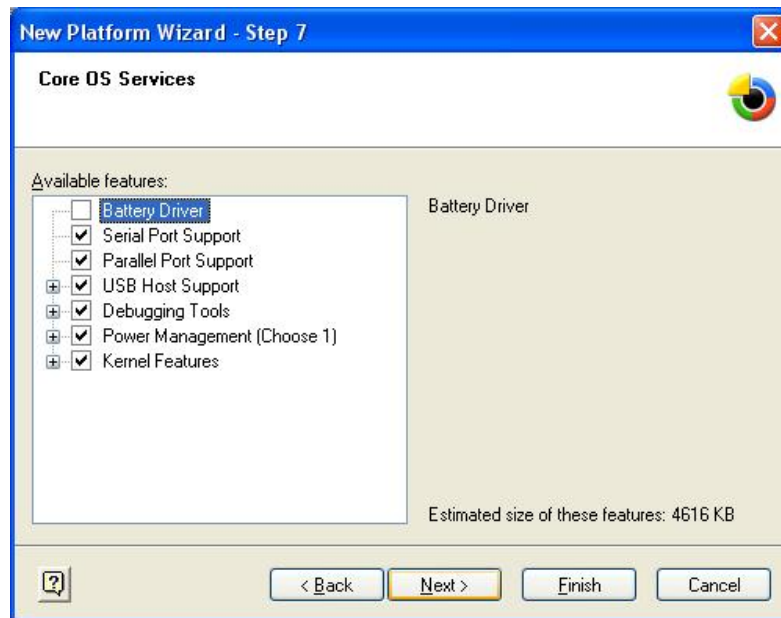 New Platform Wizard - Step 7
Core OS Services
Available features:
Battery Driver
Serial Port Support
Parallel Port Support
USB Host Support
Debugging Tools
Power Management (Choose 1)
Kernel Features
Battery Driver
Estimated size of these features: 4616 KB
?
< Back
Next >
Finish
Cancel